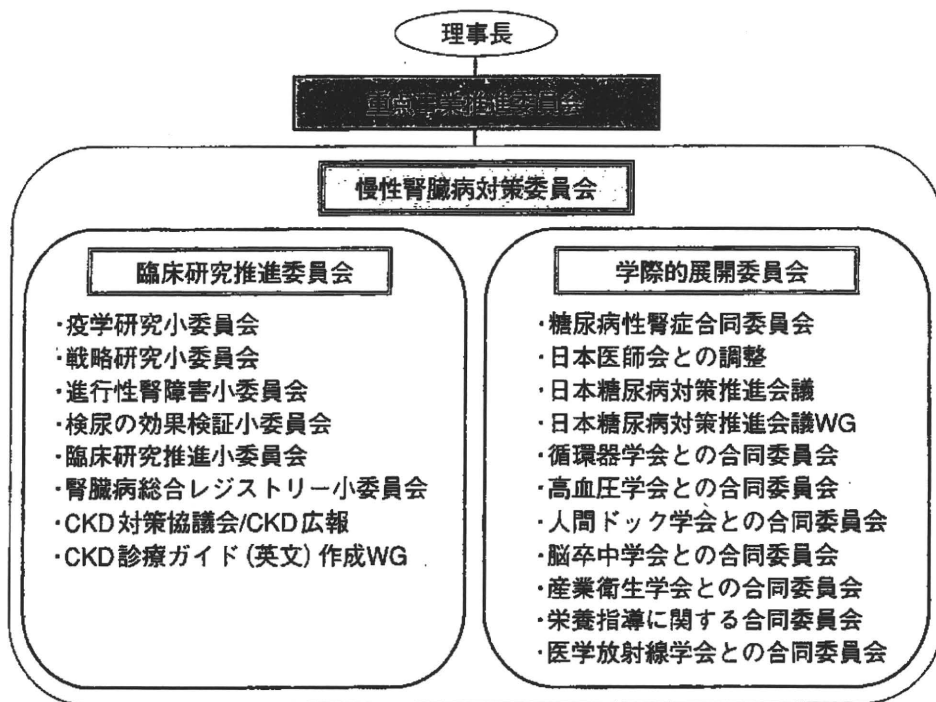 理事長
重点事業推進委員会
慢性腎臓病対策委員会
臨床研究推進委員会
・疫学研究小委員会
・戦略研究小委員会
・進行性腎障害小委員会
・検尿の効果検証小委員会
・臨床研究推進小委員会
・腎臓病総合レジストリー小委員会
・CKD対策協議会/CKD広報
・CKD診療ガイド(英文)作成WG
学際的展開委員会
・糖尿病性腎症合同委員会
・日本医師会との調整
・日本糖尿病対策推進会議
・日本糖尿病対策推進会議WG
・循環器学会との合同委員会
・高血圧学会との合同委員会
・人間ドック学会との合同委員会
・脳卒中学会との合同委員会
・産業衛生学会との合同委員会
・栄養指導に関する合同委員会
・医学放射線学会との合同委員会